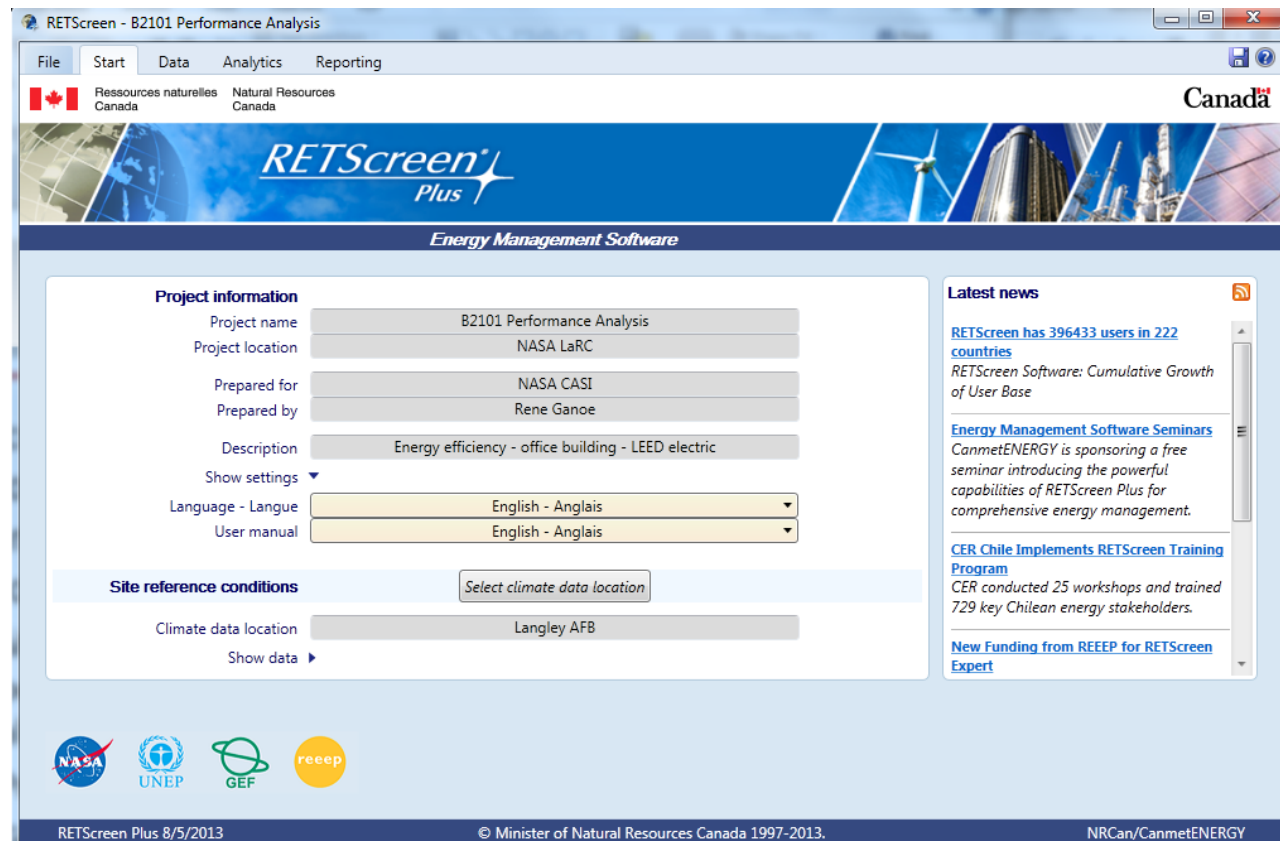 RETScreen - B2101 Performance Analysis
File Start Data Analytics Reporting
Ressources naturelles Canada
Natural Resources Canada
Canada
RETScreen
Plus
Energy Management Software
Project information
Project name B2101 Performance Analysis
Project location NASA LaRC
Prepared for NASA CASI
Prepared by Rene Ganoe
Description Energy efficiency - office building - LEED electric
Show settings
Language - Langue English - Anglais
User manual English - Anglais
Site reference conditions Select climate data location
Climate data location Langley AFB
Show data
Latest news
RETScreen has 396433 users in 222
countries
RETScreen Software: Cumulative Growth
of User Base
Energy Management Software Seminars
CanmetENERGY is sponsoring a free
seminar introducing the powerful
capabilities of RETScreen Plus for
comprehensive energy management.
CER Chile Implements RETScreen Training
Program
CER conducted 25 workshops and trained
729 key Chilean energy stakeholders.
New Funding from REEEP for RETScreen
Expert
NASA
UNEP
GEF
reeep
RETScreen Plus 8/5/2013 © Minister of Natural Resources Canada 1997-2013. NRCan/CanmetENERGY